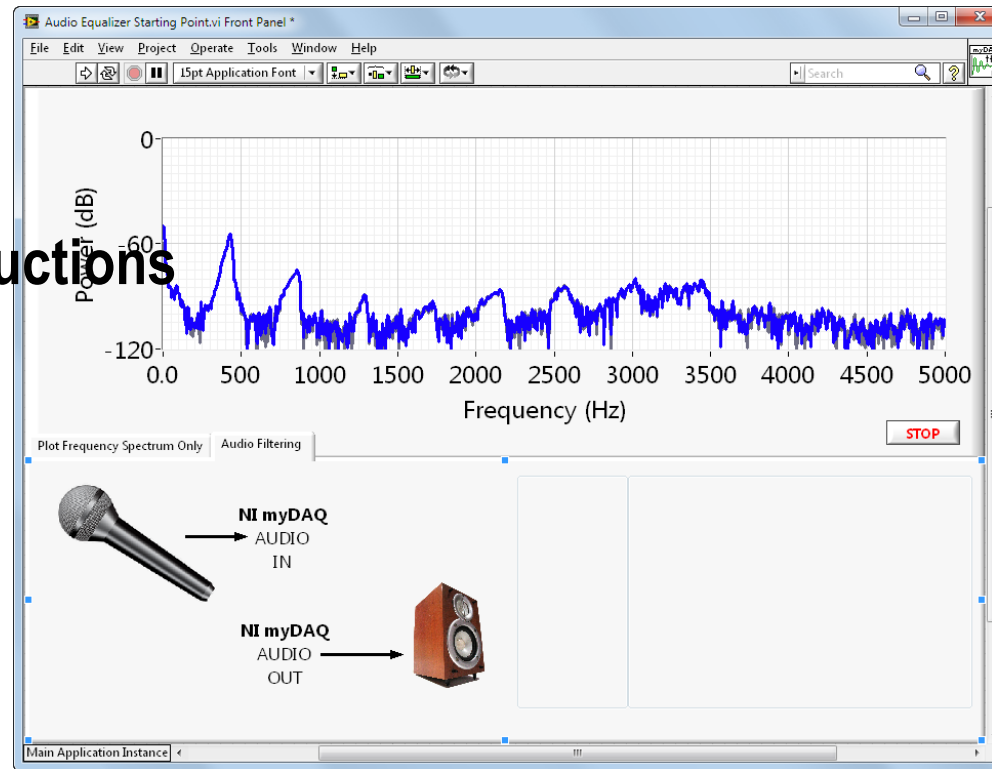 Audio Equalizer Starting Point.vi Front Panel *
File Edit View Project Operate Tools Window Help
15pt Application Font
Search
?
0
-60
-120
Power (dB)
uctions
0.0 500 1000 1500 2000 2500 3000 3500 4000 4500 5000
Frequency (Hz)
STOP
Plot Frequency Spectrum Only Audio Filtering
NI myDAQ
AUDIO
IN
NI myDAQ
AUDIO
OUT
Main Application Instance